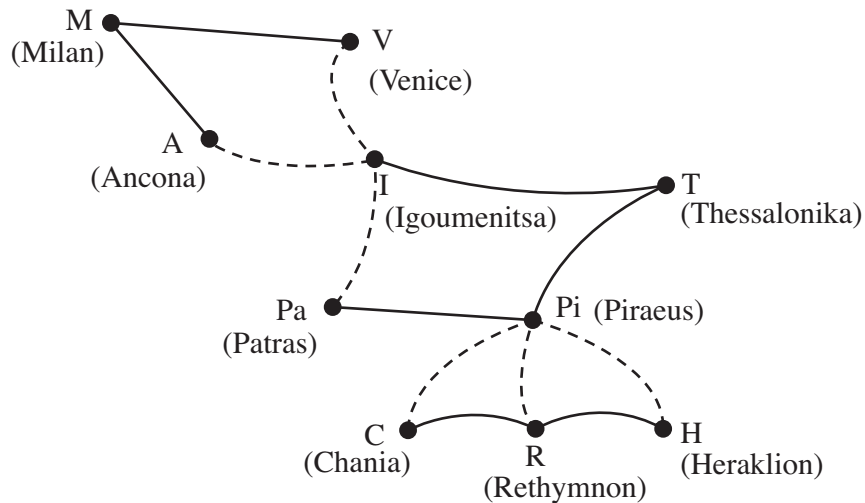 M
(Milan)
V
(Venice)
A
(Ancona)
I
(Igoumenitsa)
T
(Thessalonika)
Pa
(Patras)
Pi (Piraeus)
C
(Chania)
R
(Rethymnon)
H
(Heraklion)